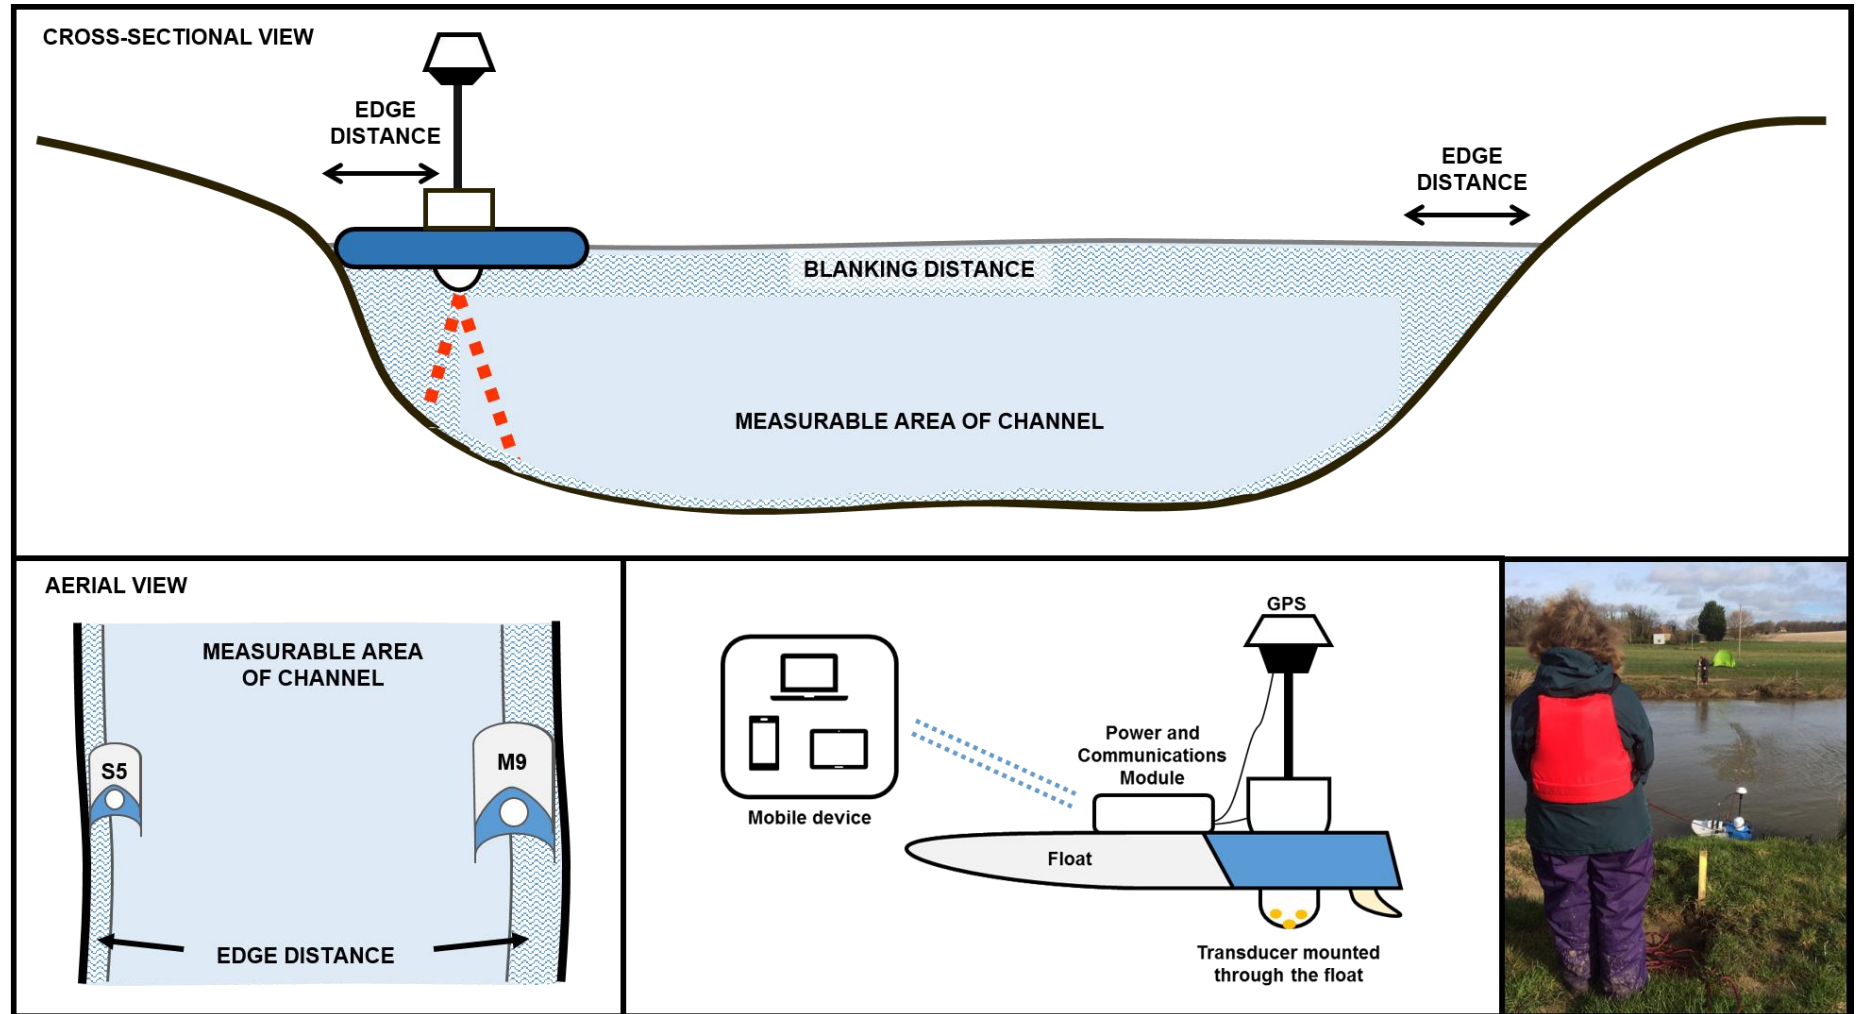 CROSS-SECTIONAL VIEW
EDGE
DISTANCE
EDGE
DISTANCE
BLANKING DISTANCE
MEASURABLE AREA OF CHANNEL
AERIAL VIEW
MEASURABLE AREA
OF CHANNEL
S5
M9
EDGE DISTANCE
GPS
Power and
Communications
Module
Mobile device
Float
Transducer mounted
through the float